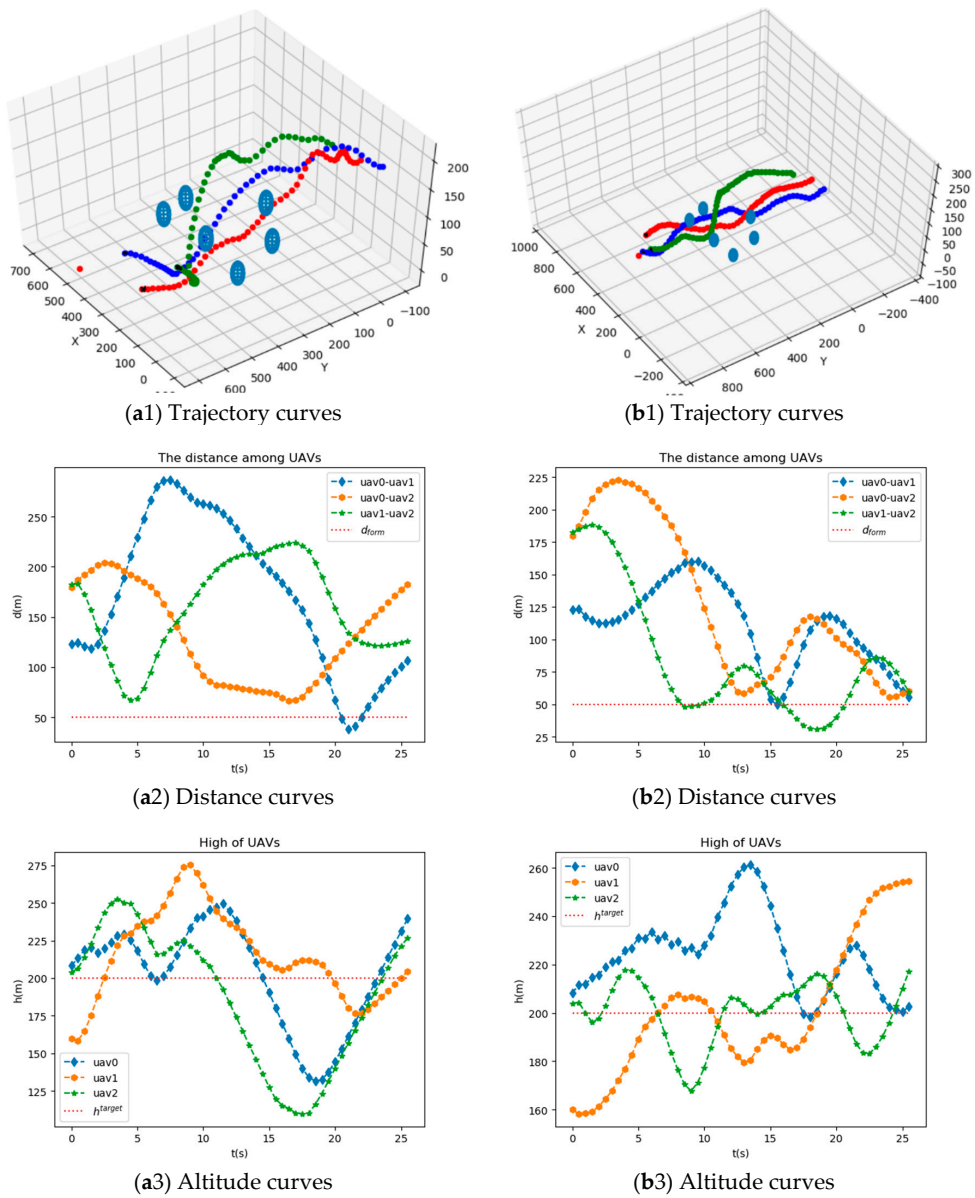 200
150
100
50
0
700
600
500
400
300
200
100
0
X
600
500
400
300
200
100
0
−100
Y
(a1) Trajectory curves
300
250
200
150
100
50
0
−50
−100
1000
800
600
400
200
0
−200
X
800
600
400
200
0
−200
−400
Y
(b1) Trajectory curves
The distance among UAVs
uav0-uav1
uav0-uav2
uav1-uav2
d_form
250
200
150
100
50
d(m)
0 5 10 15 20 25
t(s)
(a2) Distance curves
The distance among UAVs
uav0-uav1
uav0-uav2
uav1-uav2
d_form
225
200
175
150
125
100
75
50
25
d(m)
0 5 10 15 20 25
t(s)
(b2) Distance curves
High of UAVs
275
250
225
200
175
150
125
h(m)
uav0
uav1
uav2
h^target
0 5 10 15 20 25
t(s)
(a3) Altitude curves
High of UAVs
uav0
uav1
uav2
h^target
260
240
220
200
180
160
h(m)
0 5 10 15 20 25
t(s)
(b3) Altitude curves